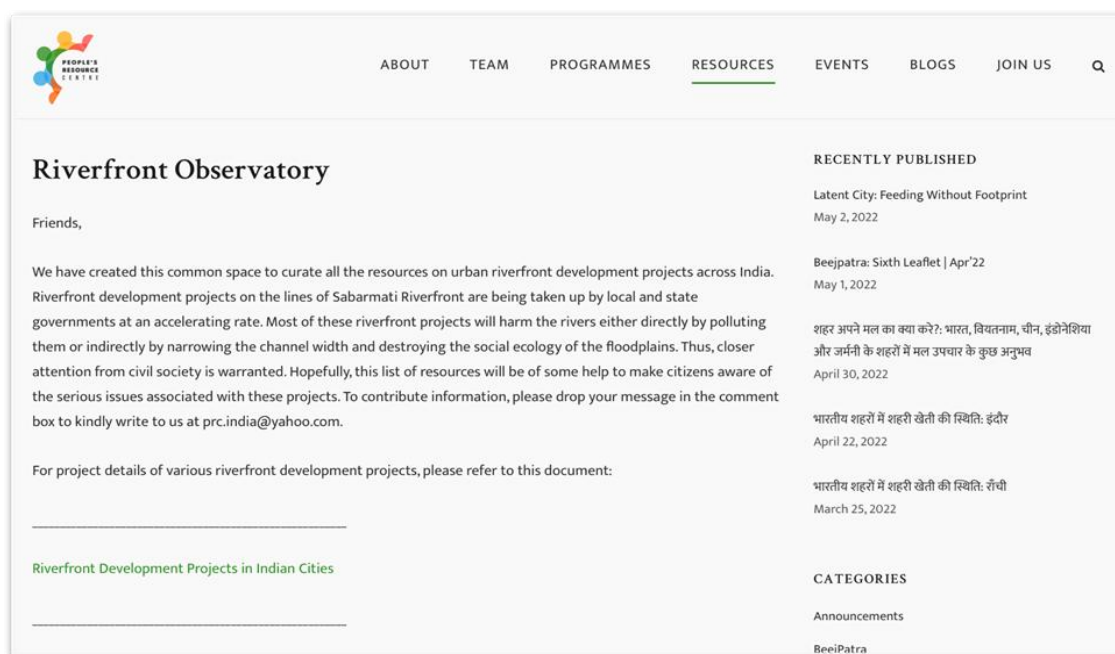 PEOPLE'S
RESOURCE
CENTRE
ABOUT TEAM PROGRAMMES RESOURCES EVENTS BLOGS JOIN US
Riverfront Observatory
Friends,
We have created this common space to curate all the resources on urban riverfront development projects across India.
Riverfront development projects on the lines of Sabarmati Riverfront are being taken up by local and state
governments at an accelerating rate. Most of these riverfront projects will harm the rivers either directly by polluting
them or indirectly by narrowing the channel width and destroying the social ecology of the floodplains. Thus, closer
attention from civil society is warranted. Hopefully, this list of resources will be of some help to make citizens aware of
the serious issues associated with these projects. To contribute information, please drop your message in the comment
box to kindly write to us at prc.india@yahoo.com.
For project details of various riverfront development projects, please refer to this document:
Riverfront Development Projects in Indian Cities
RECENTLY PUBLISHED
Latent City: Feeding Without Footprint
May 2, 2022
Beejpatra: Sixth Leaflet | Apr'22
May 1, 2022
शहर अपने मल का क्या करे?: भारत, वियतनाम, चीन, इंडोनेशिया
और जर्मनी के शहरों में मल उपचार के कुछ अनुभव
April 30, 2022
भारतीय शहरों में शहरी खेती की स्थिति: इंदौर
April 22, 2022
भारतीय शहरों में शहरी खेती की स्थिति: राँची
March 25, 2022
CATEGORIES
Announcements
BeejPatra